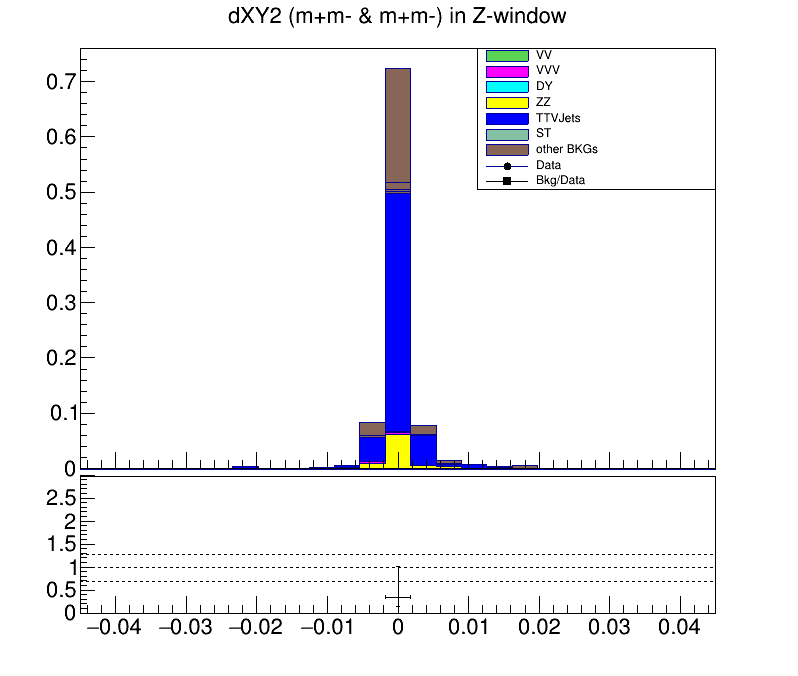 dXY2 (m+m- & m+m-) in Z-window
VV
VVV
DY
ZZ
TTVJets
ST
other BKGs
Data
Bkg/Data
0.7
0.6
0.5
0.4
0.3
0.2
0.1
0
2.5
2
1.5
1
0.5
0
−0.04 −0.03 −0.02 −0.01 0 0.01 0.02 0.03 0.04